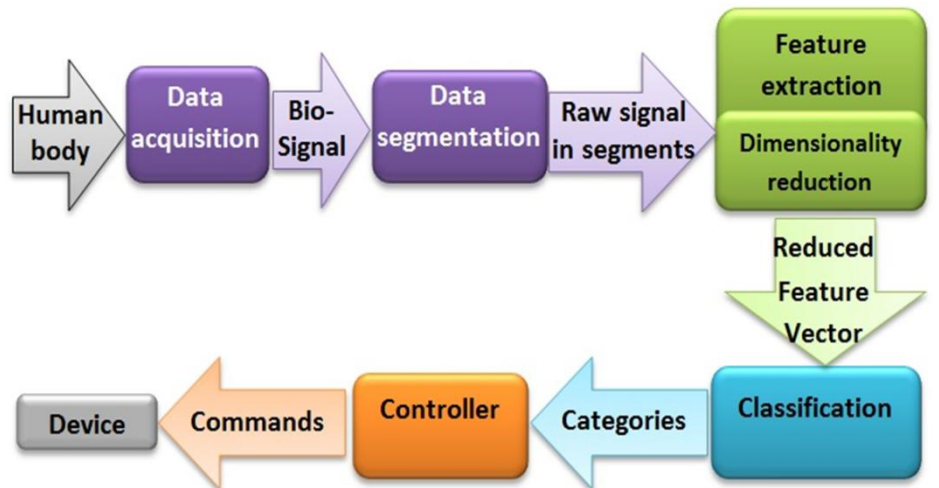 Human
body
Data
acquisition
Bio-
Signal
Data
segmentation
Raw signal
in segments
Feature
extraction
Dimensionality
reduction
Reduced
Feature
Vector
Classification
Categories
Controller
Commands
Device